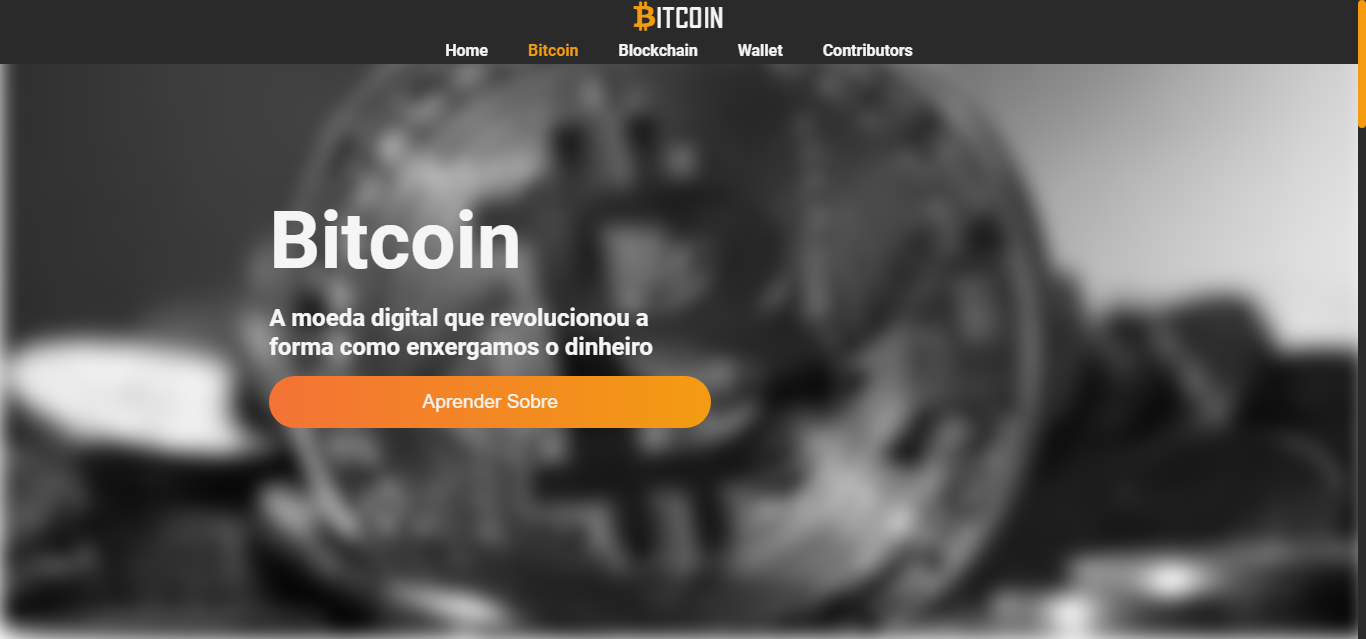 BITCOIN
Home Bitcoin Blockchain Wallet Contributors
Bitcoin
A moeda digital que revolucionou a
forma como enxergamos o dinheiro
Aprender Sobre